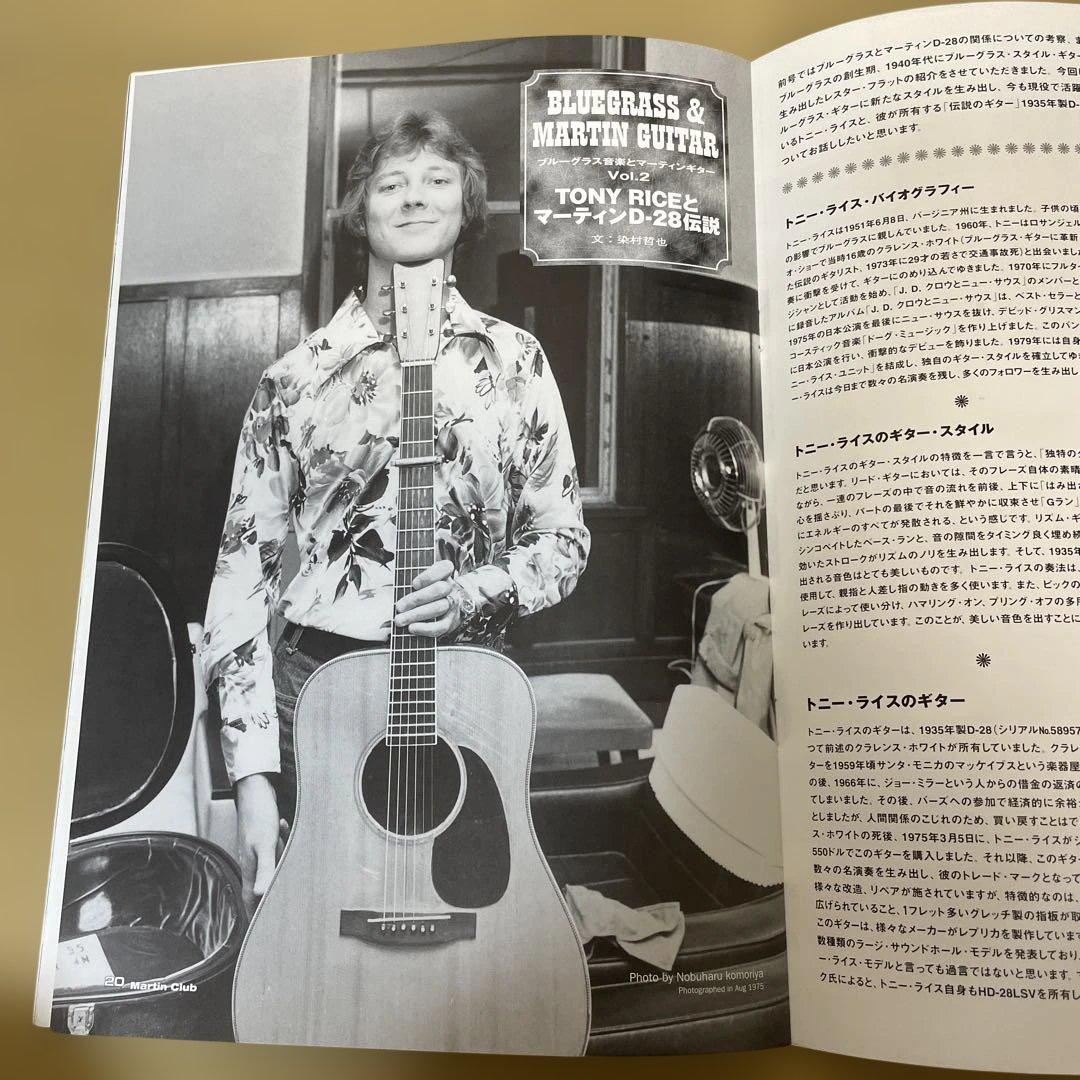 BLUEGRASS &
MARTIN GUITAR
ブルーグラス音楽とマーティンギター
Vol.2
TONY RICEと
マーティンD-28伝説
文:染村哲也
Photo by Nobuharu komoriya
Photographed in Aug 1975
20 Martin Club
前号ではブルーグラスとマーティンD-28の関係についての考察、
ブルーグラスの創生期、1940年代にブルーグラス・スタイル・ギター
生み出したレスター・フラットの紹介をさせていただきました。今回
ルーグラス・ギターに新たなスタイルを生み出し、今も現役で活躍
いるトニー・ライスと、彼が所有する「伝説のギター」1935年製D-
ついてお話ししたいと思います。
トニー・ライス・バイオグラフィー
トニー・ライスは1951年6月8日、バージニア州に生まれました。子供の頃
の影響でブルーグラスに親しんでいました。1960年、トニーはロサンジェル
オ・ショーで当時16歳のクラレンス・ホワイト(ブルーグラス・ギターに革新
た伝説のギタリスト、1973年に29才の若さで交通事故死)と出会いました
奏に衝撃を受けて、ギターにのめり込んでゆきました。1970年にフルター
ジシャンとして活動を始め、「J. D. クロウとニュー・サウス」のメンバーと
に録音したアルバム「J. D. クロウとニュー・サウス」は、ベスト・セラーと
1975年の日本公演を最後にニュー・サウスを抜け、デビッド・グリスマン
コースティック音楽「ドーグ・ミュージック」を作り上げました。このバン
に日本公演を行い、衝撃的なデビューを飾りました。1979年には自身
ニー・ライス・ユニット」を結成し、独自のギター・スタイルを確立してゆき
ー・ライスは今日まで数々の名演奏を残し、多くのフォロワーを生み出し
トニー・ライスのギター・スタイル
トニー・ライスのギター・スタイルの特徴を一言で言うと、「独特の
だと思います。リード・ギターにおいては、そのフレーズ自体の素晴
ながら、一連のフレーズの中で音の流れを前後、上下に「はみ出
心を揺さぶり、パートの最後でそれを鮮やかに収束させ「Gラン」
にエネルギーのすべてが発散される、という感じです。リズム・ギ
シンコペイトしたベース・ランと、音の隙間をタイミング良く埋め続
効いたストロークがリズムのノリを生み出します。そして、1935年
出される音色はとても美しいものです。トニー・ライスの奏法は、
使用して、親指と人差し指の動きを多く使います。また、ピックの
レーズによって使い分け、ハマリング・オン、プリング・オフの多用
レーズを作り出しています。このことが、美しい音色を出すことに
います。
トニー・ライスのギター
トニー・ライスのギターは、1935年製D-28(シリアルNo.58957
つて前述のクラレンス・ホワイトが所有していました。クラレ
ターを1959年頃サンタ・モニカのマッケイブスという楽器屋
の後、1966年に、ジョー・ミラーという人からの借金の返済の
てしまいました。その後、バーズへの参加で経済的に余裕
としましたが、人間関係のこじれのため、買い戻すことはで
ス・ホワイトの死後、1975年3月5日に、トニー・ライスが
550ドルでこのギターを購入しました。それ以降、このギター
数々の名演奏を生み出し、彼のトレード・マークとなって
様々な改造、リペアが施されていますが、特徴的なのは、
広げられていること、1フレット多いグレッチ製の指板が取
このギターは、様々なメーカーがレプリカを製作しています
数種類のラージ・サウンドホール・モデルを発表しており、
ー・ライス・モデルと言っても過言ではないと思います。
ク氏によると、トニー・ライス自身もHD-28LSVを所有し